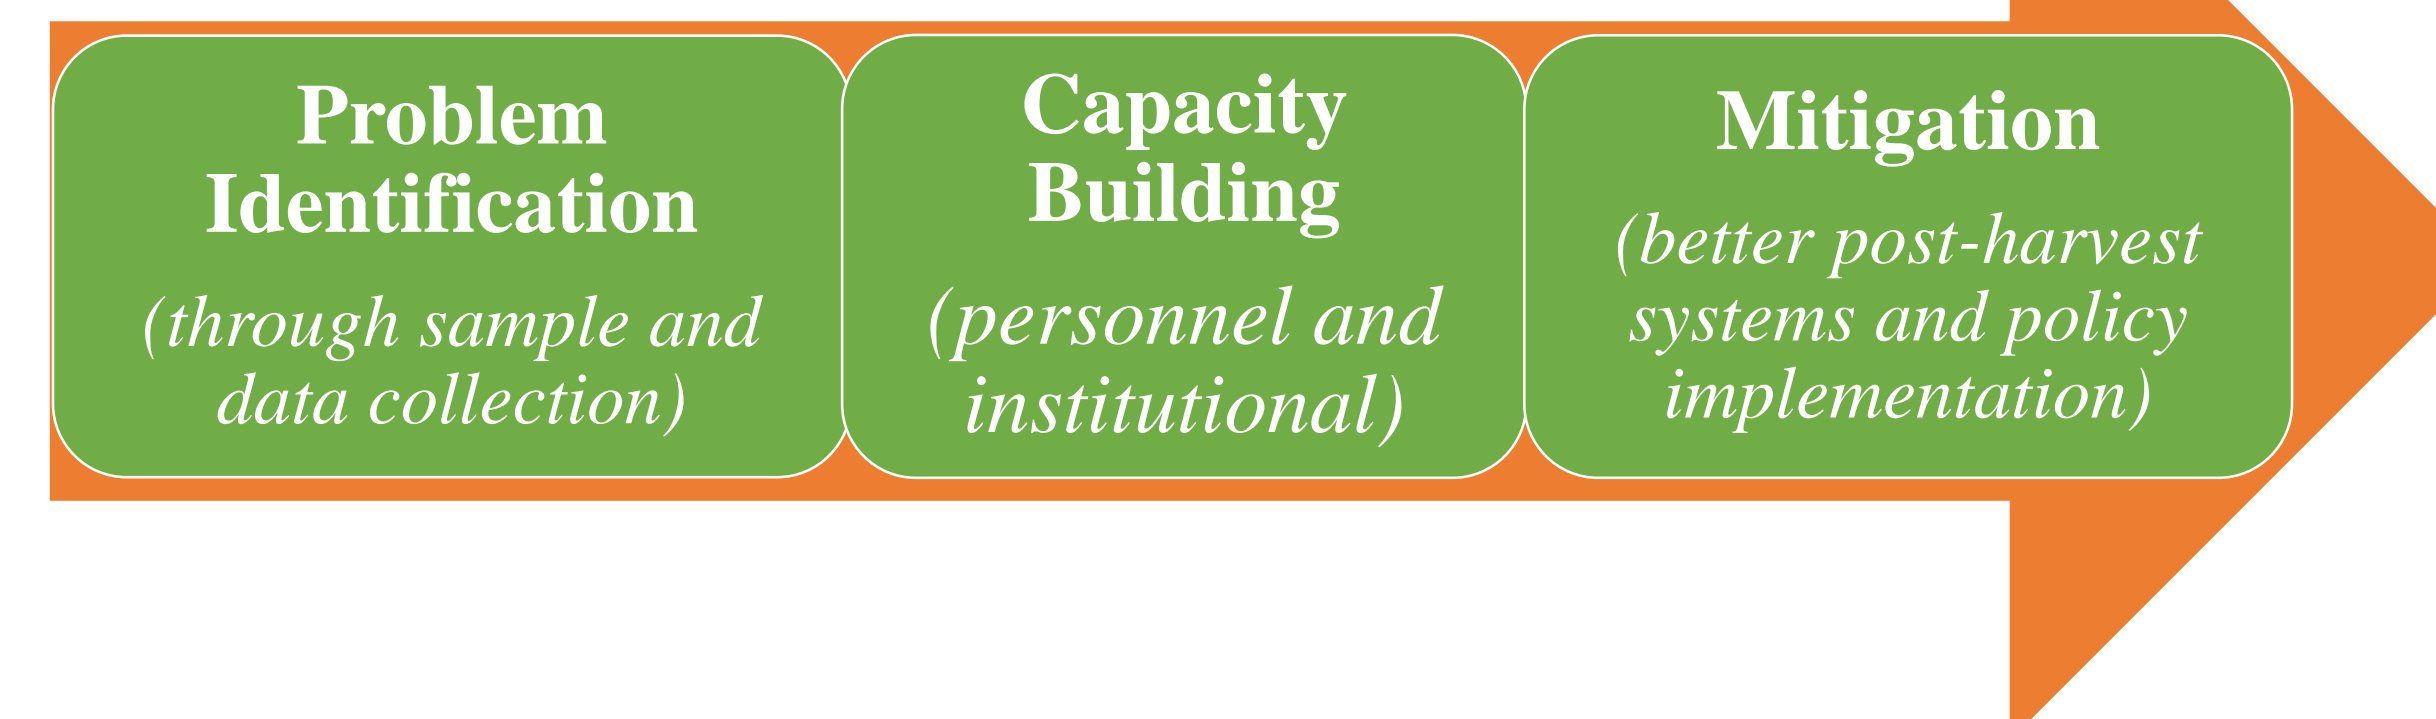 Problem
Identification
(through sample and
data collection)
Capacity
Building
(personnel and
institutional)
Mitigation
(better post-harvest
systems and policy
implementation)